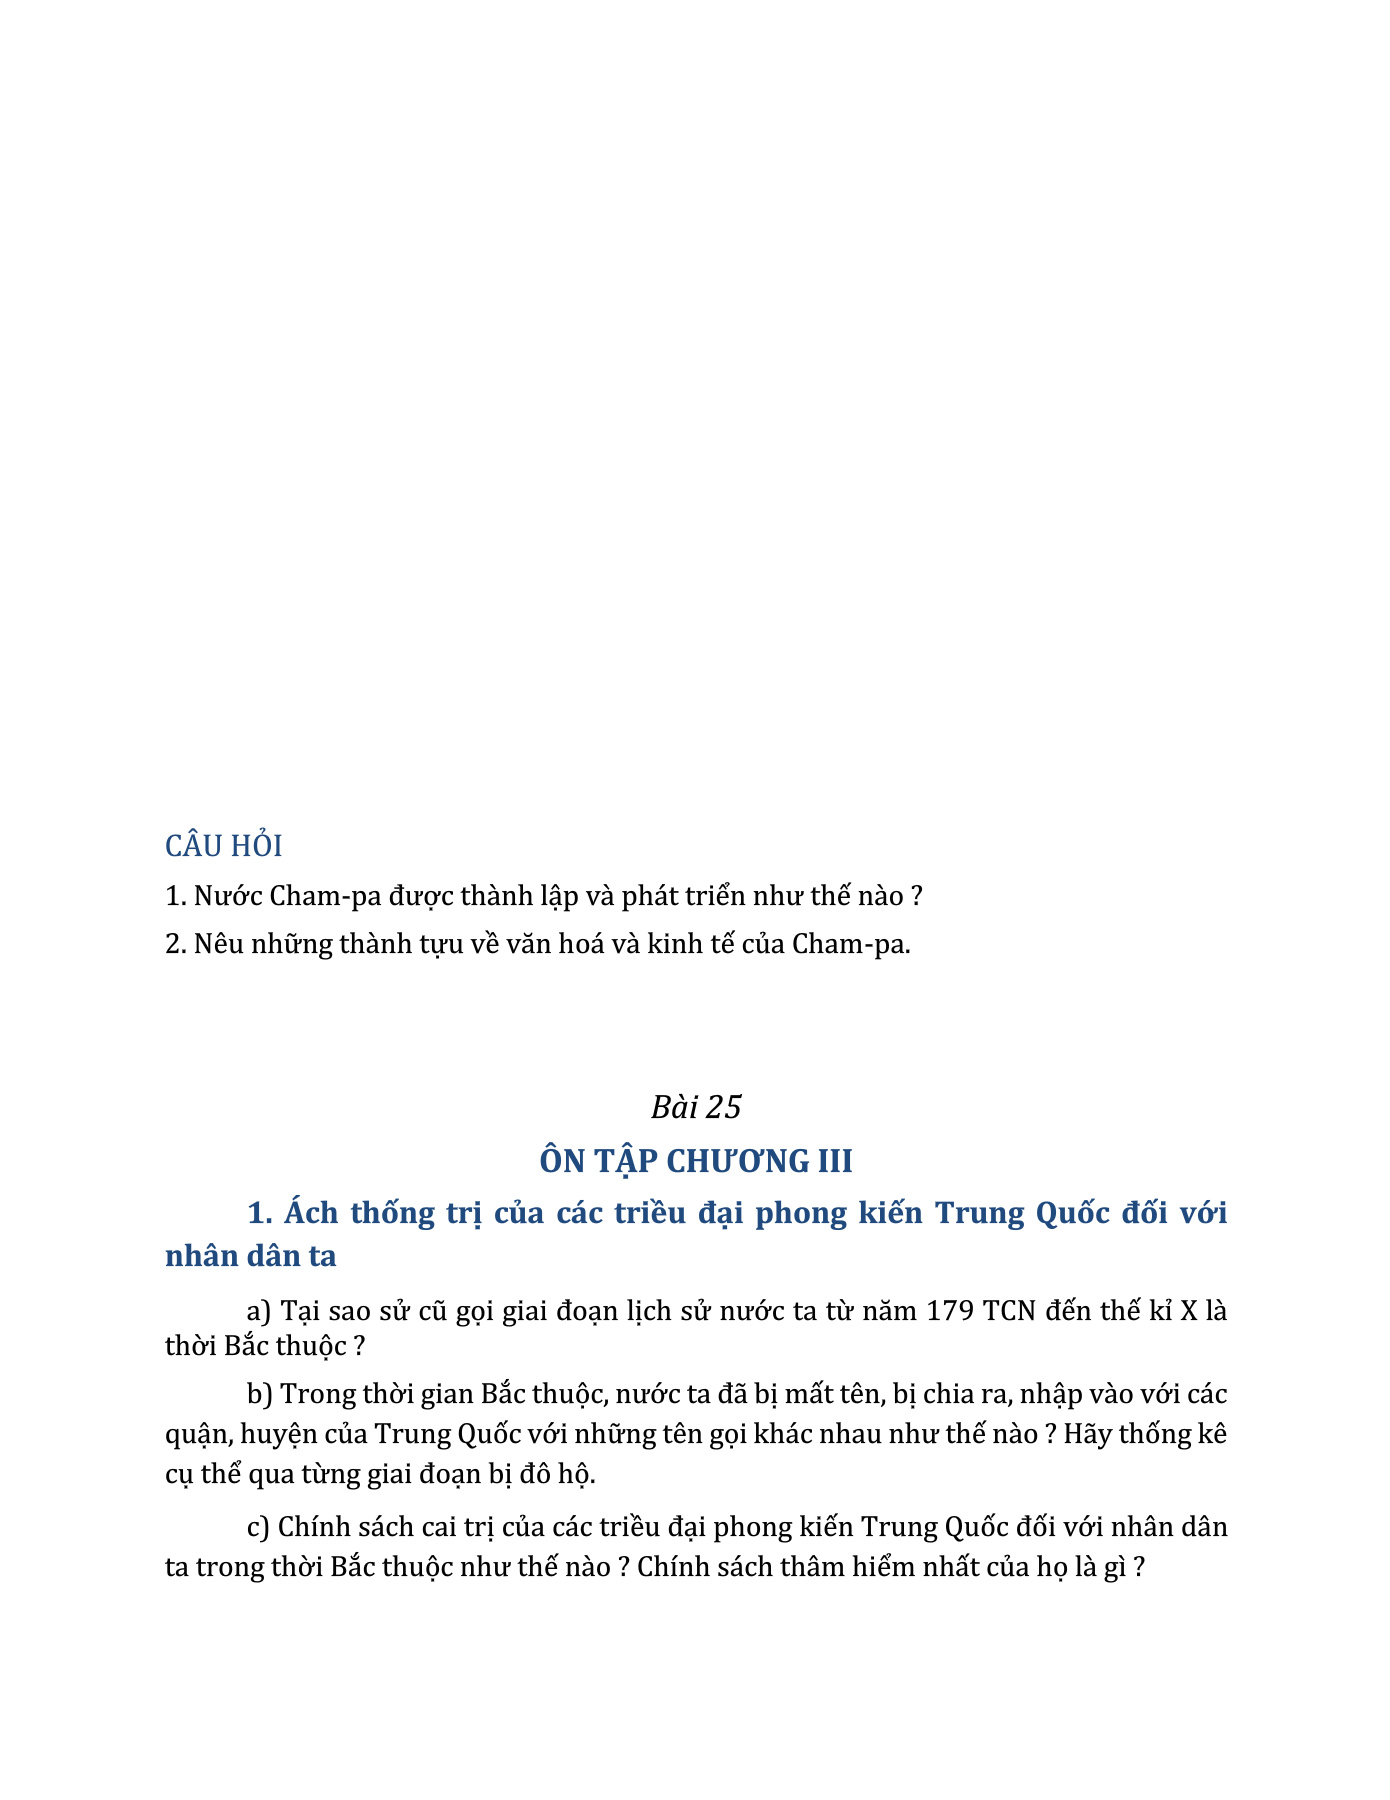 CÂU HỎI
1. Nước Cham-pa được thành lập và phát triển như thế nào ?
2. Nêu những thành tựu về văn hoá và kinh tế của Cham-pa.
Bài 25
ÔN TẬP CHƯƠNG III
1. Ách thống trị của các triều đại phong kiến Trung Quốc đối với
nhân dân ta
a) Tại sao sử cũ gọi giai đoạn lịch sử nước ta từ năm 179 TCN đến thế kỉ X là
thời Bắc thuộc ?
b) Trong thời gian Bắc thuộc, nước ta đã bị mất tên, bị chia ra, nhập vào với các
quận, huyện của Trung Quốc với những tên gọi khác nhau như thế nào ? Hãy thống kê
cụ thể qua từng giai đoạn bị đô hộ.
c) Chính sách cai trị của các triều đại phong kiến Trung Quốc đối với nhân dân
ta trong thời Bắc thuộc như thế nào ? Chính sách thâm hiểm nhất của họ là gì ?